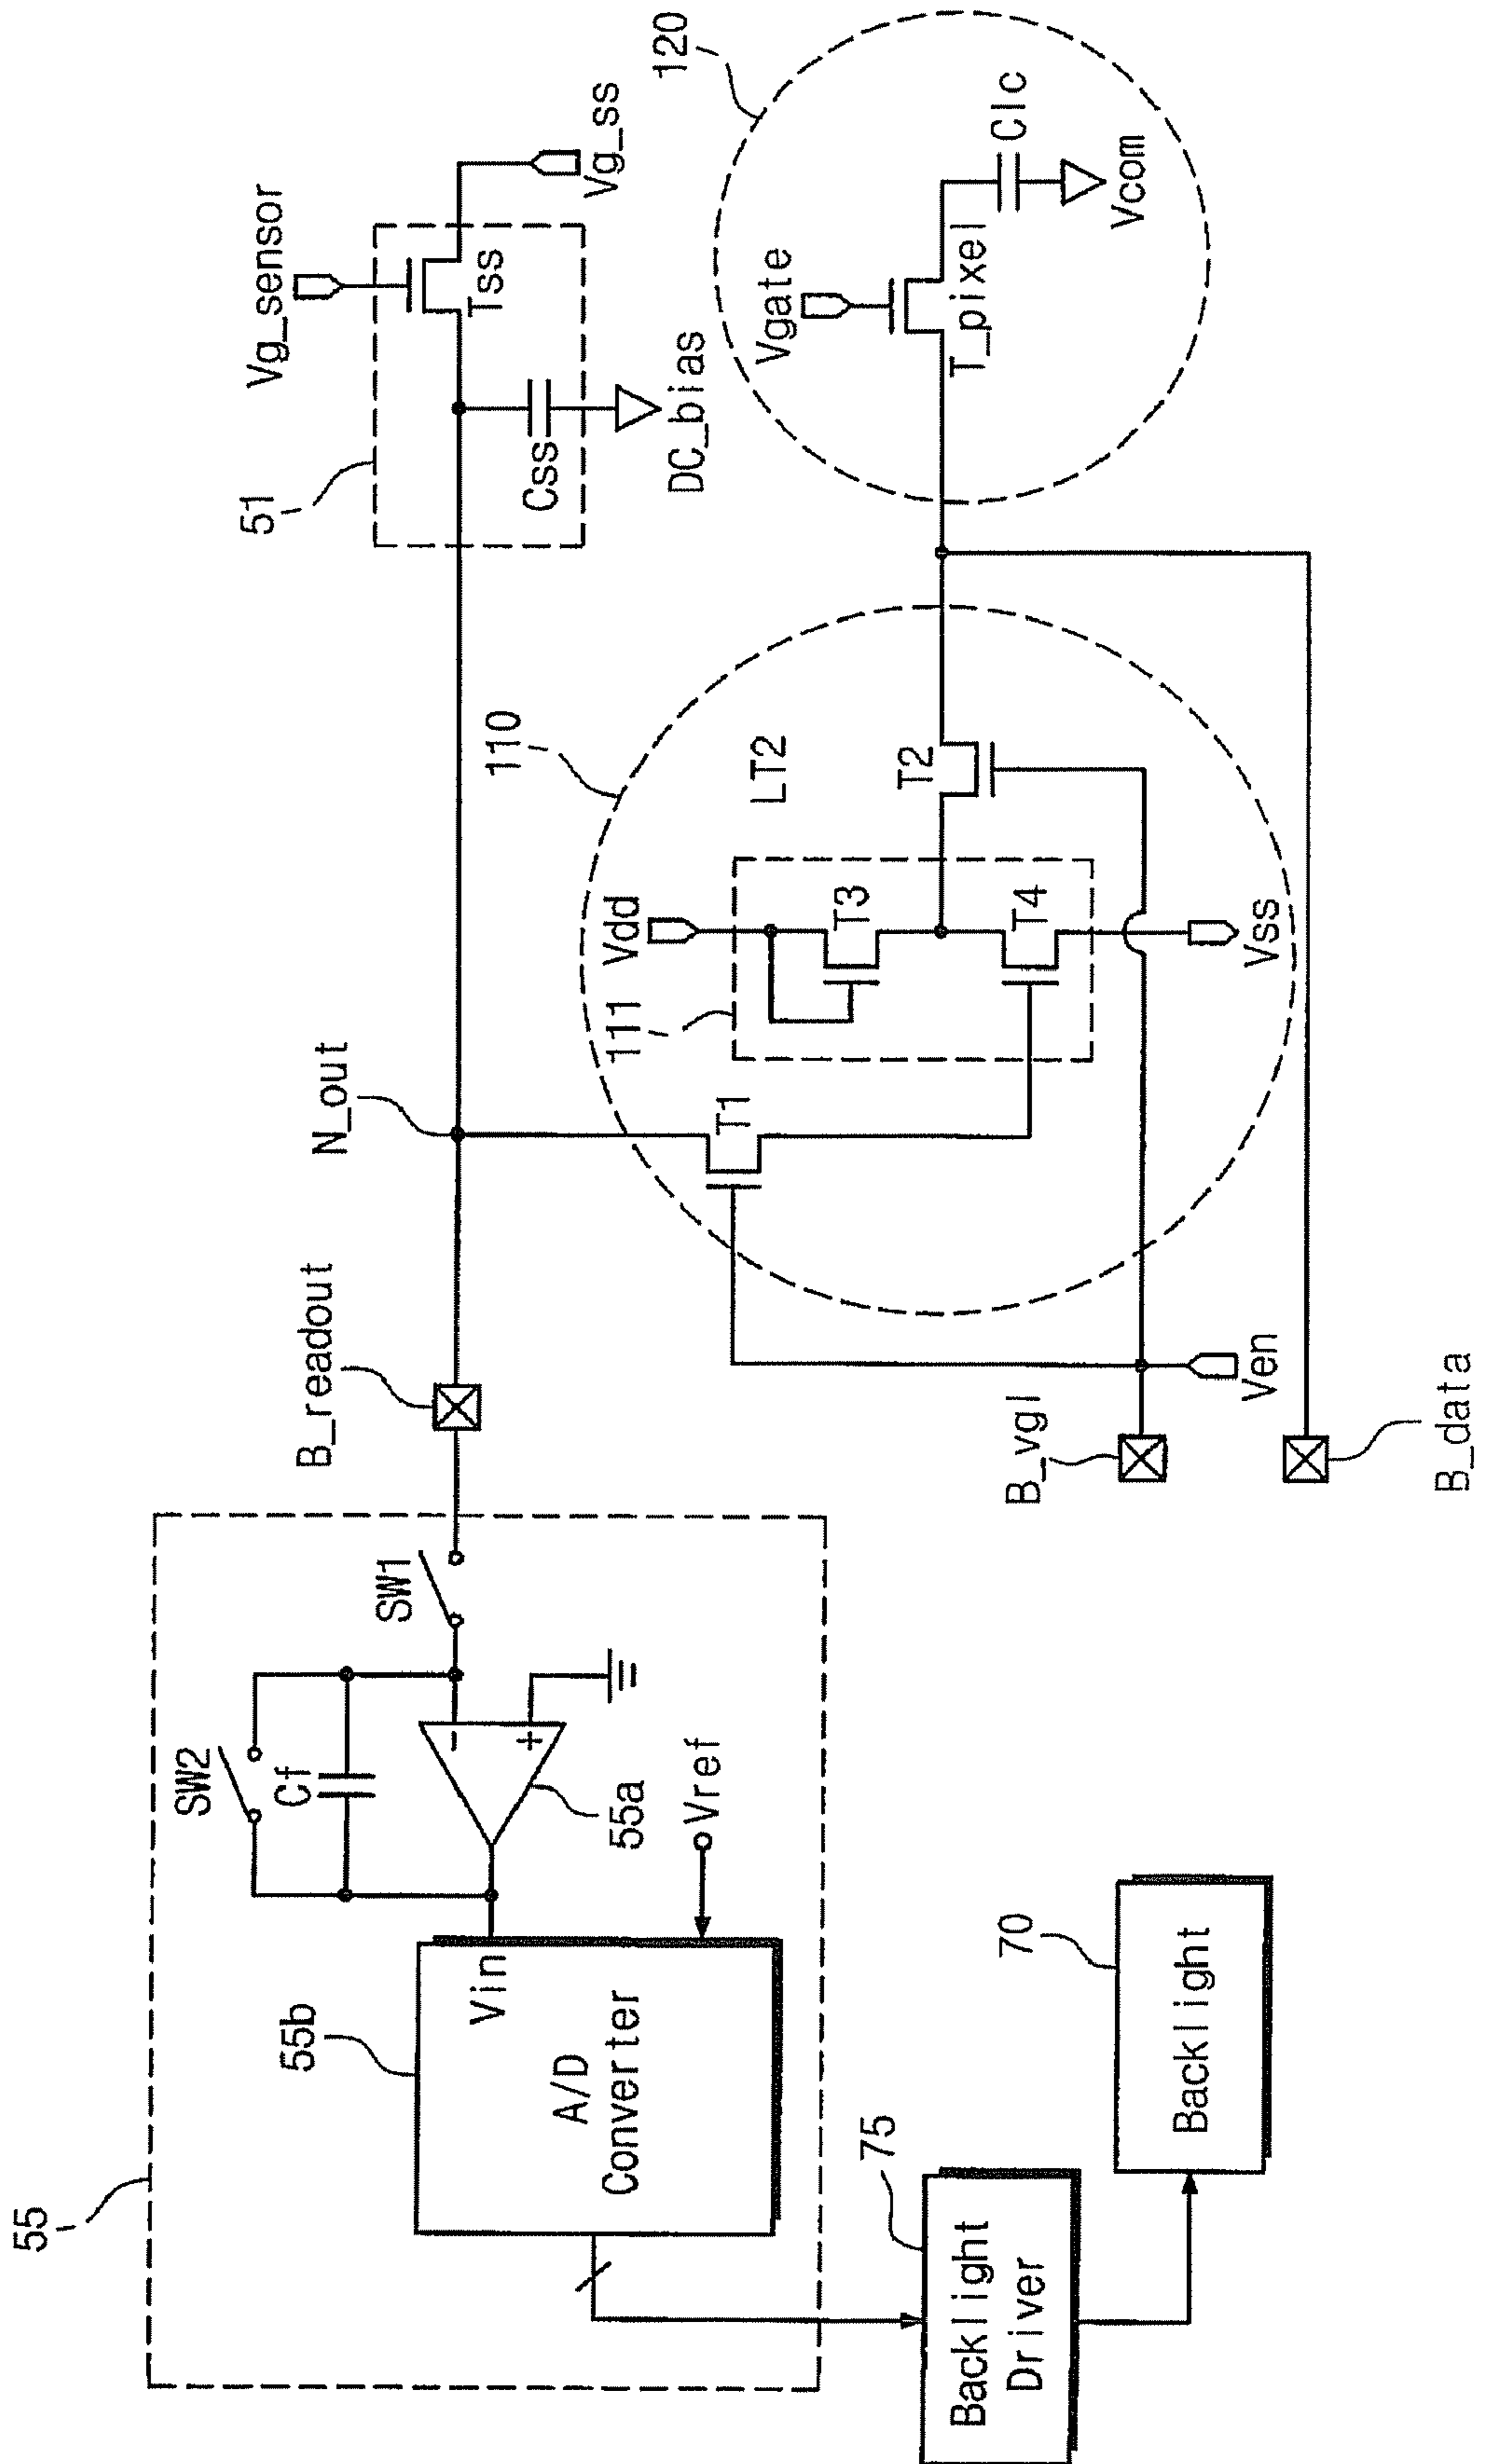 55
55b
A/D
Converter
Vin
SW2
Cf
SW1
-
+
55a
Vref
75
Backlight
Driver
70
Backlight
B_readout
N_out
51
Vg_sensor
Tss
Css
DC_bias
Vg_ss
110
111
T1
Vdd
T3
T4
LT2
T2
Vss
120
Vgate
T_pixel
Clc
Vcom
B_vgl
Ven
B_data